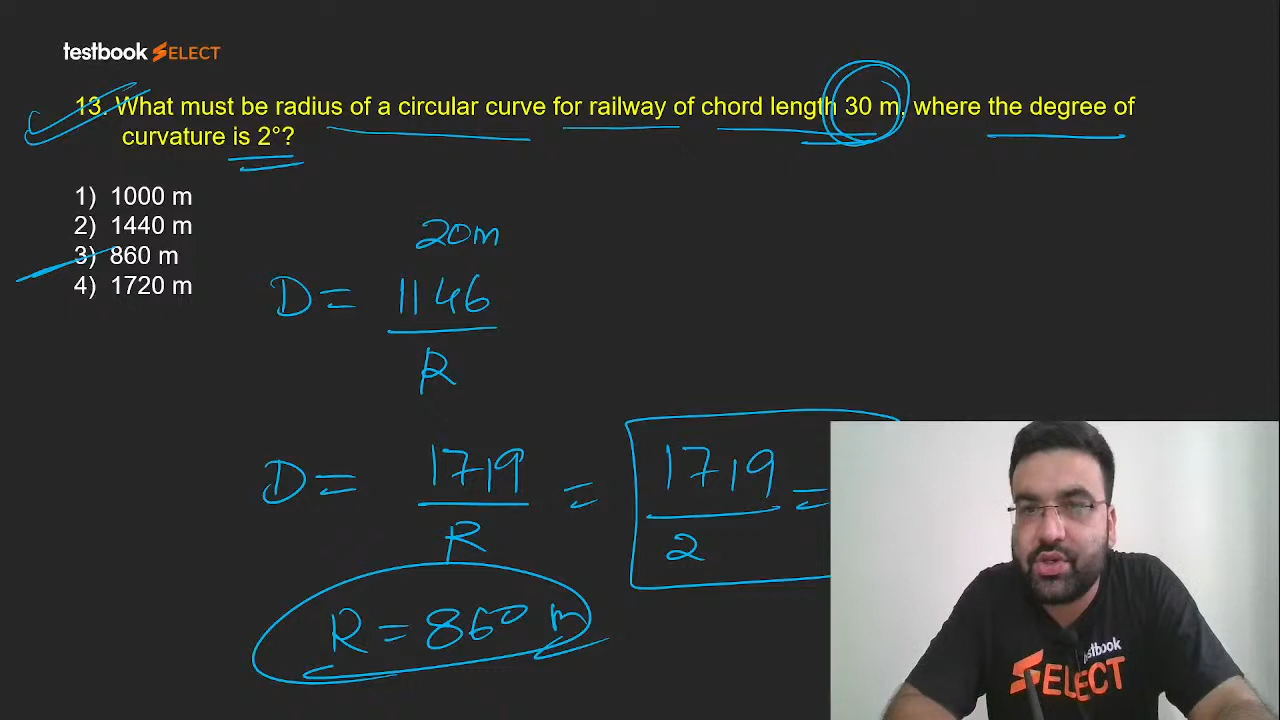 testbook SELECT
13. What must be radius of a circular curve for railway of chord length 30 m, where the degree of
curvature is 2°?
1) 1000 m
2) 1440 m
3) 860 m
4) 1720 m
20m
D = 1146
R
D = 1719 = 1719 =
R 2
R = 860 m
testbook
SELECT